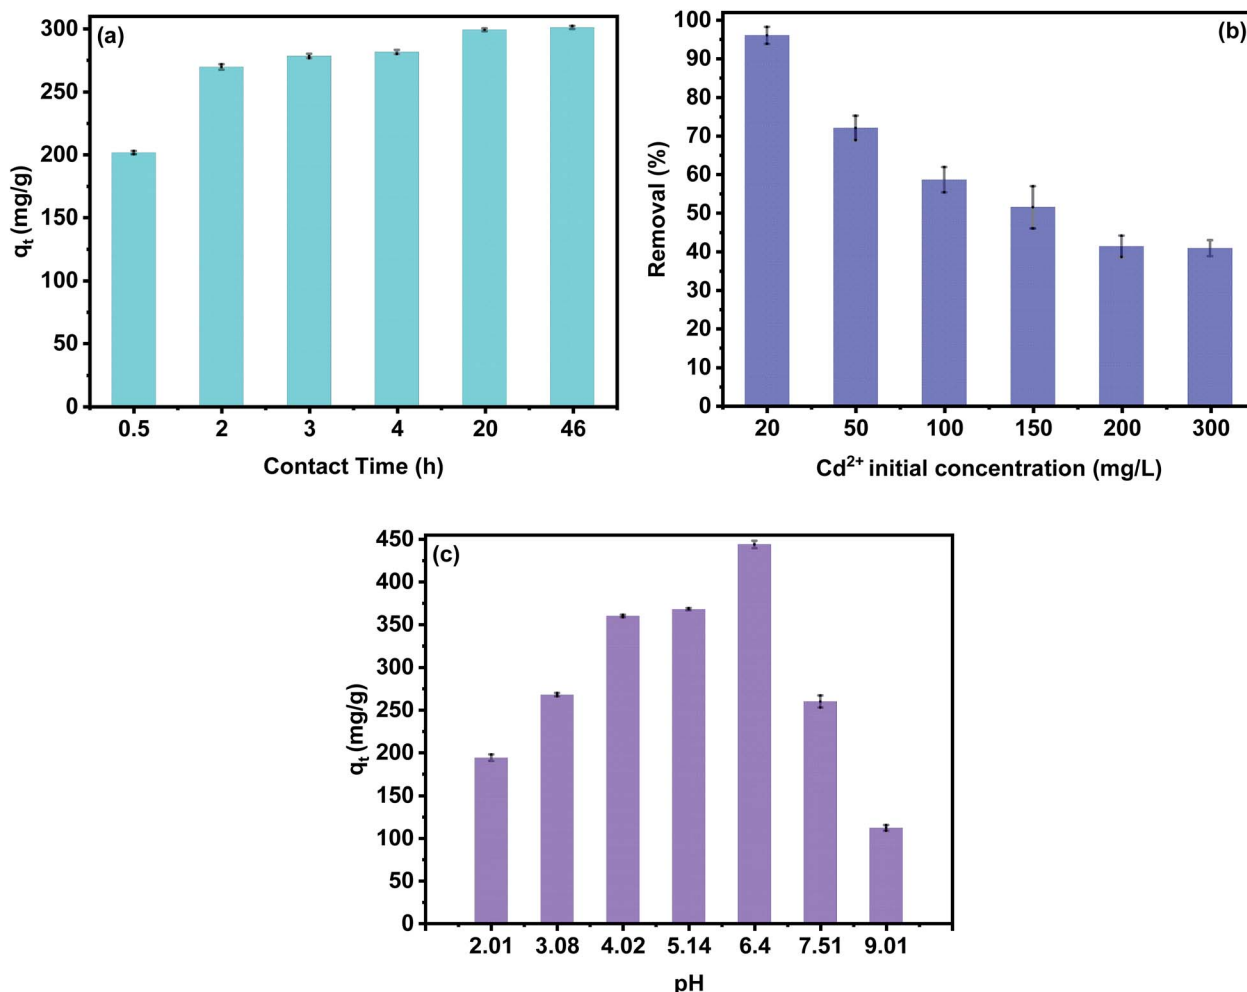 (a)
300
250
200
150
100
50
0
qt (mg/g)
0.5 2 3 4 20 46
Contact Time (h)
(b)
100
90
80
70
60
50
40
30
20
10
0
Removal (%)
20 50 100 150 200 300
Cd2+ initial concentration (mg/L)
(c)
450
400
350
300
250
200
150
100
50
0
qt (mg/g)
2.01 3.08 4.02 5.14 6.4 7.51 9.01
pH